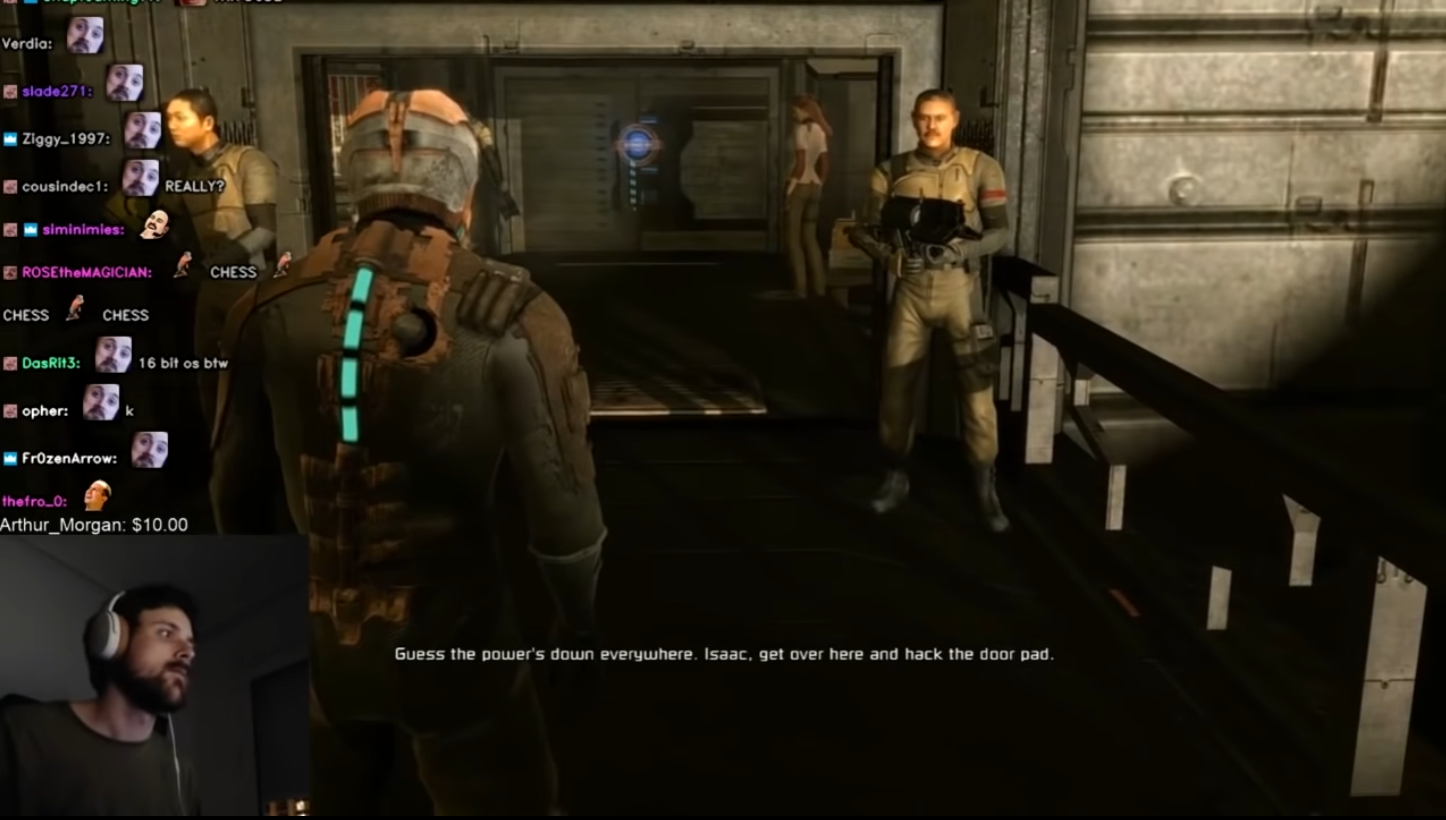 Verdia:
slade271:
Ziggy_1997:
cousindec1: REALLY?
siminimies:
ROSEtheMAGICIAN: CHESS
CHESS CHESS
DasRit3: 16 bit os btw
opher: k
Fr0zenArrow:
thefro_0:
Arthur_Morgan: $10.00
Guess the power's down everywhere. Isaac, get over here and hack the door pad.